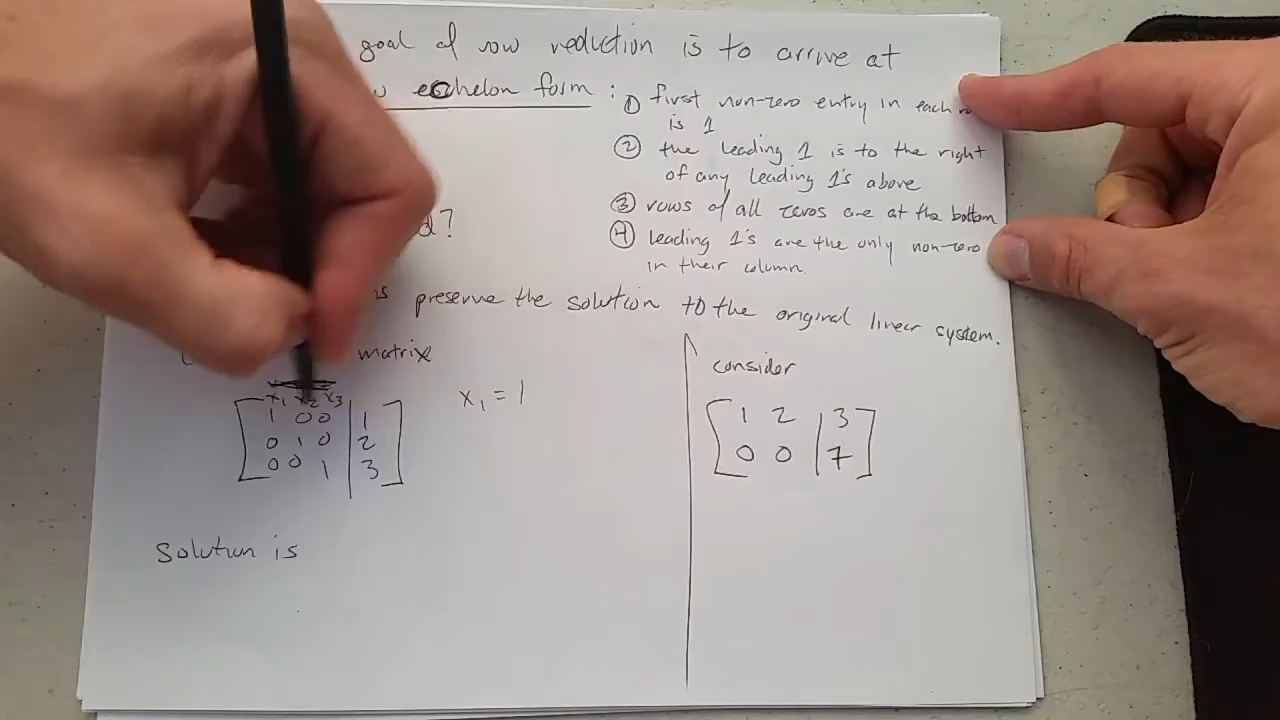 goal of row reduction is to arrive at
echelon form :
① first non-zero entry in each
is 1
② the leading 1 is to the right
of any leading 1's above
③ rows of all zeros are at the bottom
④ leading 1's are the only non-zero
in their column.
preserve the solution to the original linear system.
matrix
x₁ x₂ x₃
1 0 0 | 1
0 1 0 | 2
0 0 1 | 3
x₁ = 1
solution is
consider
1 2 | 3
0 0 | 7